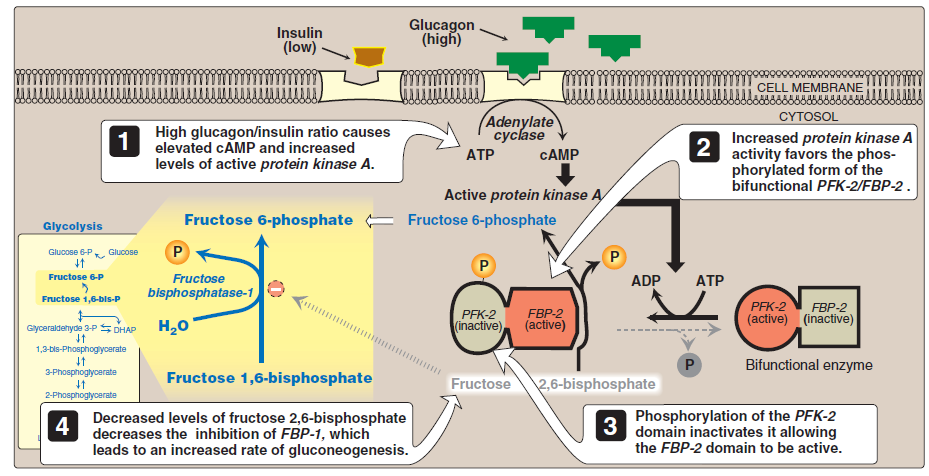 Insulin
(low)
Glucagon
(high)
CELL MEMBRANE
CYTOSOL
1
High glucagon/insulin ratio causes
elevated cAMP and increased
levels of active protein kinase A.
Adenylate
cyclase
ATP
cAMP
Active protein kinase A
2
Increased protein kinase A
activity favors the phos-
phorylated form of the
bifunctional PFK-2/FBP-2 .
Glycolysis
Glucose 6-P
Glucose
Fructose 6-P
Fructose 1,6-bis-P
Glyceraldehyde 3-P
DHAP
1,3-bis-Phosphoglycerate
3-Phosphoglycerate
2-Phosphoglycerate
Fructose 6-phosphate
Fructose 6-phosphate
P
Fructose
bisphosphatase-1
H2O
Fructose 1,6-bisphosphate
P
P
PFK-2
(inactive)
FBP-2
(active)
ADP
ATP
P
PFK-2
(active)
FBP-2
(inactive)
Bifunctional enzyme
Fructose 2,6-bisphosphate
4
Decreased levels of fructose 2,6-bisphosphate
decreases the inhibition of FBP-1, which
leads to an increased rate of gluconeogenesis.
3
Phosphorylation of the PFK-2
domain inactivates it allowing
the FBP-2 domain to be active.